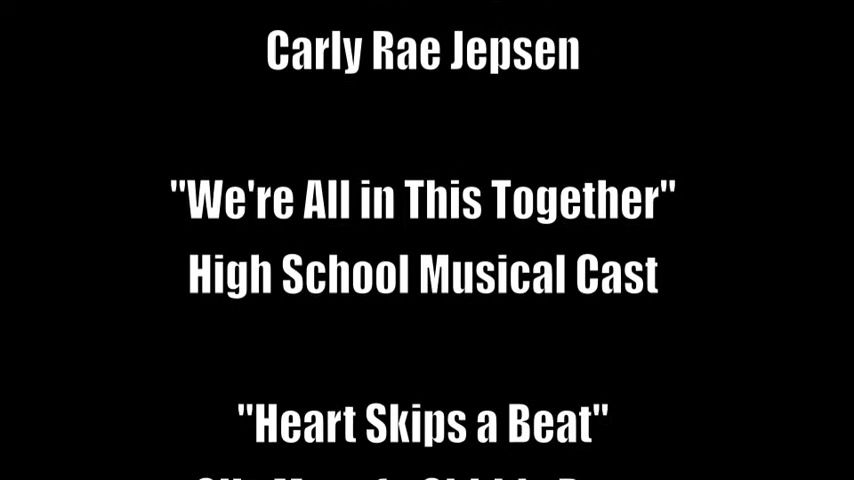 Carly Rae Jepsen
"We're All in This Together"
High School Musical Cast
"Heart Skips a Beat"